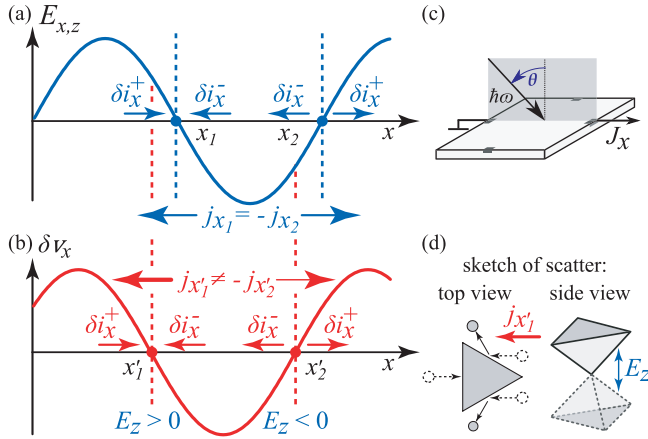 (a) E_{x,z}
δi_x^+ δi_x^- δi_x^- δi_x^+
x_1 x_2 x
j_{x_1} = -j_{x_2}
(b) δv_x
j_{x'_1} ≠ -j_{x'_2}
δi_x^+ δi_x^- δi_x^- δi_x^+
x'_1 x'_2 x
E_z > 0 E_z < 0
(c)
θ
ħω
J_x
(d)
sketch of scatter:
top view side view
j_{x'_1}
E_z